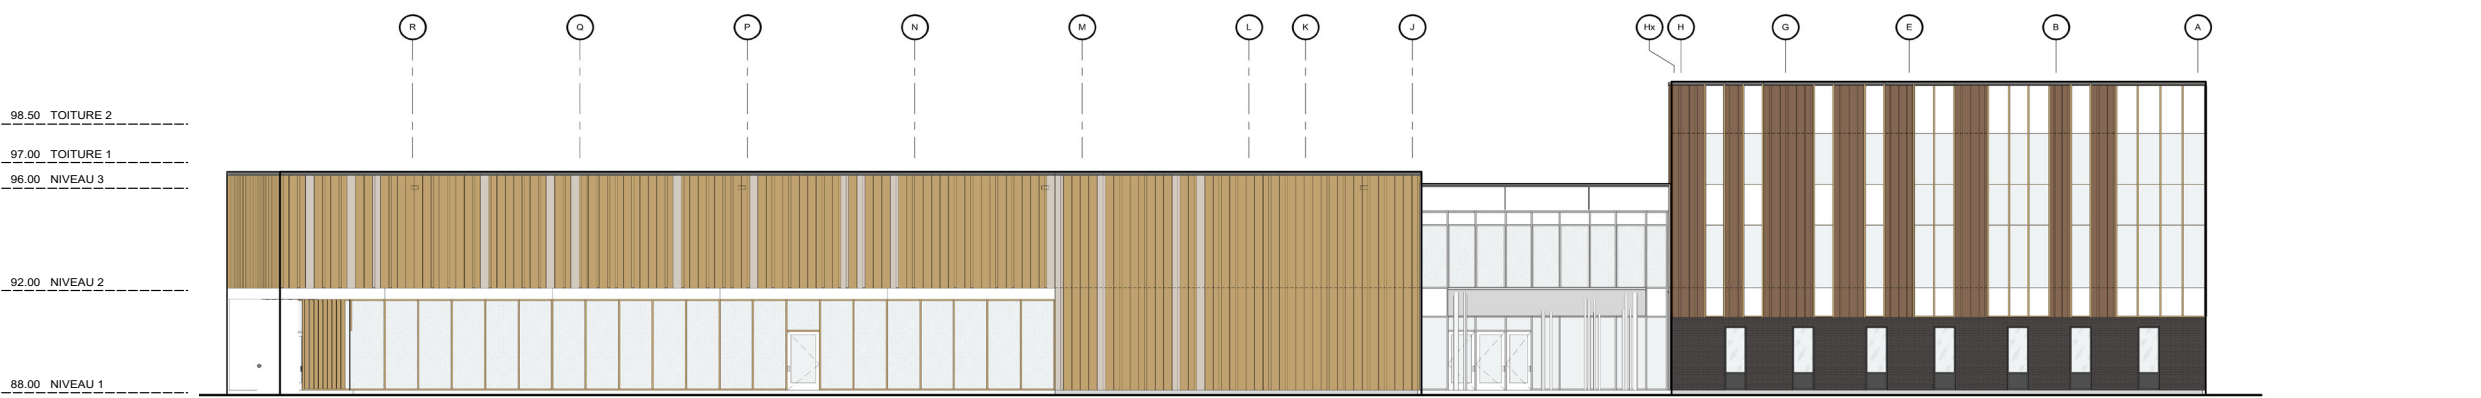 R Q P N M L K J Hx H G E B A
98.50 TOITURE 2
97.00 TOITURE 1
96.00 NIVEAU 3
92.00 NIVEAU 2
88.00 NIVEAU 1